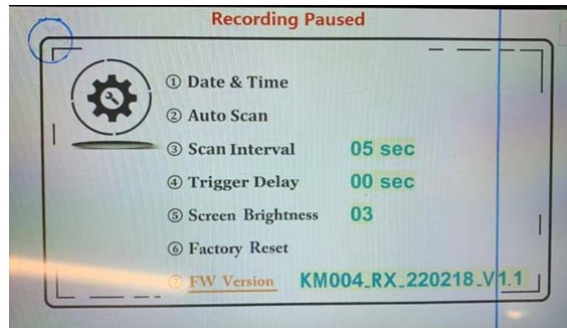 Recording Paused
① Date & Time
② Auto Scan
③ Scan Interval 05 sec
④ Trigger Delay 00 sec
⑤ Screen Brightness 03
⑥ Factory Reset
⑦ FW Version KM004_RX_220218_V1.1